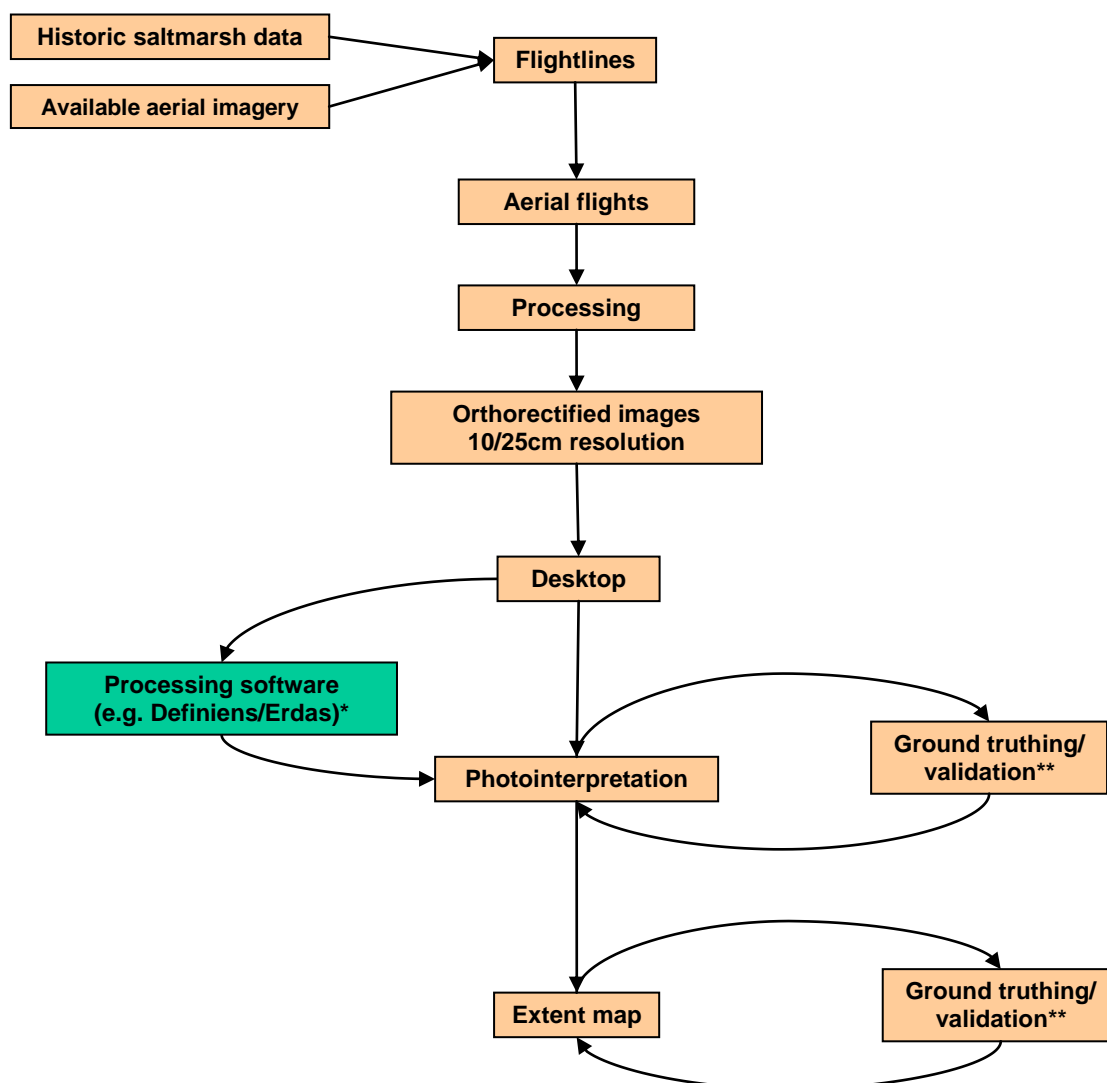 Historic saltmarsh data
Available aerial imagery
Flightlines
Aerial flights
Processing
Orthorectified images
10/25cm resolution
Desktop
Processing software
(e.g. Definiens/Erdas)*
Photointerpretation
Ground truthing/
validation**
Extent map
Ground truthing/
validation**